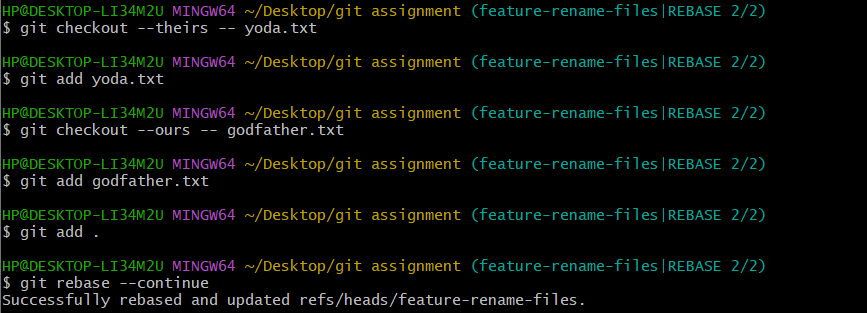 HP@DESKTOP-LI34M2U MINGW64 ~/Desktop/git assignment (feature-rename-files|REBASE 2/2)
$ git checkout --theirs -- yoda.txt
HP@DESKTOP-LI34M2U MINGW64 ~/Desktop/git assignment (feature-rename-files|REBASE 2/2)
$ git add yoda.txt
HP@DESKTOP-LI34M2U MINGW64 ~/Desktop/git assignment (feature-rename-files|REBASE 2/2)
$ git checkout --ours -- godfather.txt
HP@DESKTOP-LI34M2U MINGW64 ~/Desktop/git assignment (feature-rename-files|REBASE 2/2)
$ git add godfather.txt
HP@DESKTOP-LI34M2U MINGW64 ~/Desktop/git assignment (feature-rename-files|REBASE 2/2)
$ git add .
HP@DESKTOP-LI34M2U MINGW64 ~/Desktop/git assignment (feature-rename-files|REBASE 2/2)
$ git rebase --continue
Successfully rebased and updated refs/heads/feature-rename-files.